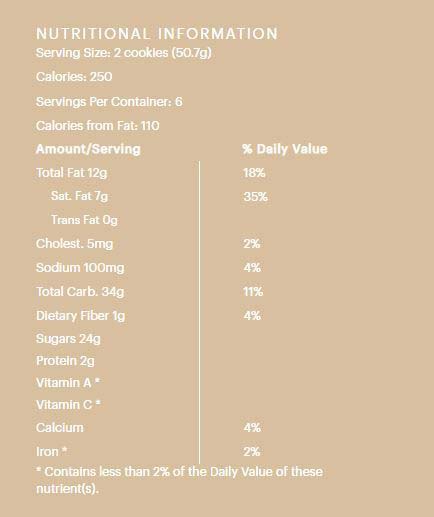 NUTRITIONAL INFORMATION
Serving Size: 2 cookies (50.7g)
Calories: 250
Servings Per Container: 6
Calories from Fat: 110
Amount/Serving % Daily Value
Total Fat 12g 18%
Sat. Fat 7g 35%
Trans Fat 0g
Cholest. 5mg 2%
Sodium 100mg 4%
Total Carb. 34g 11%
Dietary Fiber 1g 4%
Sugars 24g
Protein 2g
Vitamin A *
Vitamin C *
Calcium 4%
Iron * 2%
* Contains less than 2% of the Daily Value of these
nutrient(s).